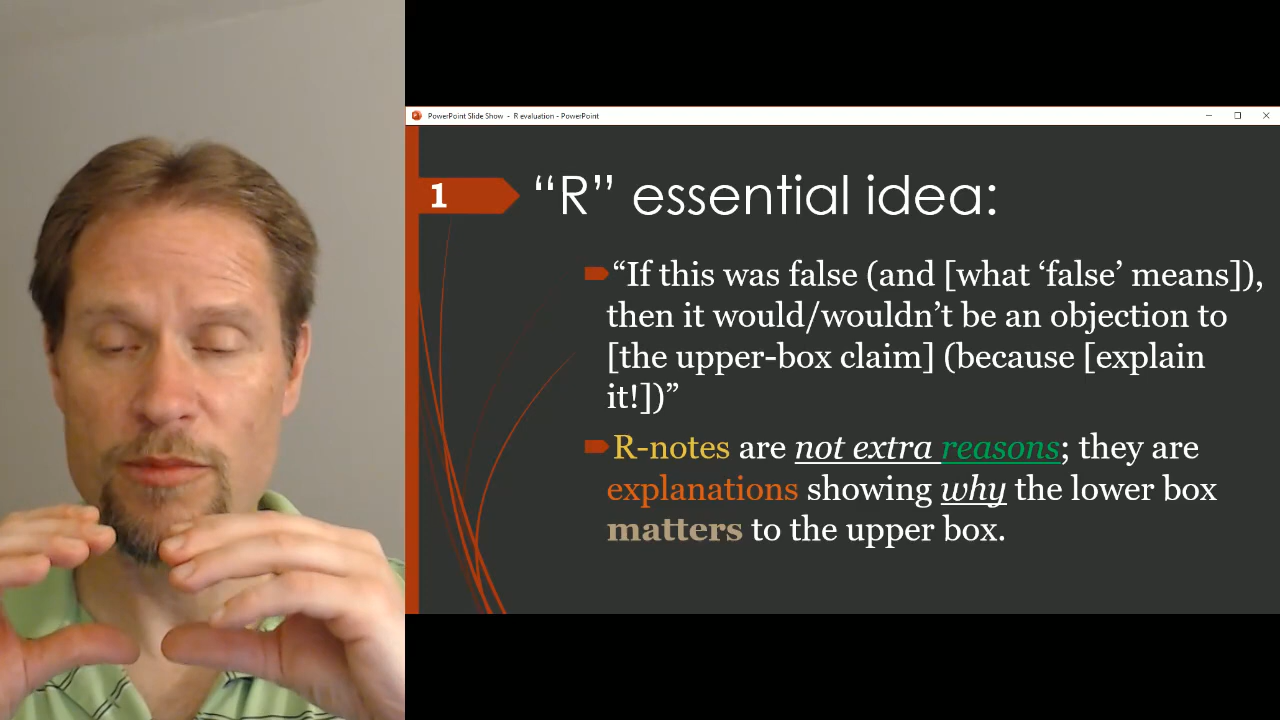 PowerPoint Slide Show - R evaluation - PowerPoint
1
“R” essential idea:
“If this was false (and [what ‘false’ means]),
then it would/wouldn’t be an objection to
[the upper-box claim] (because [explain
it!])”
R-notes are not extra reasons; they are
explanations showing why the lower box
matters to the upper box.